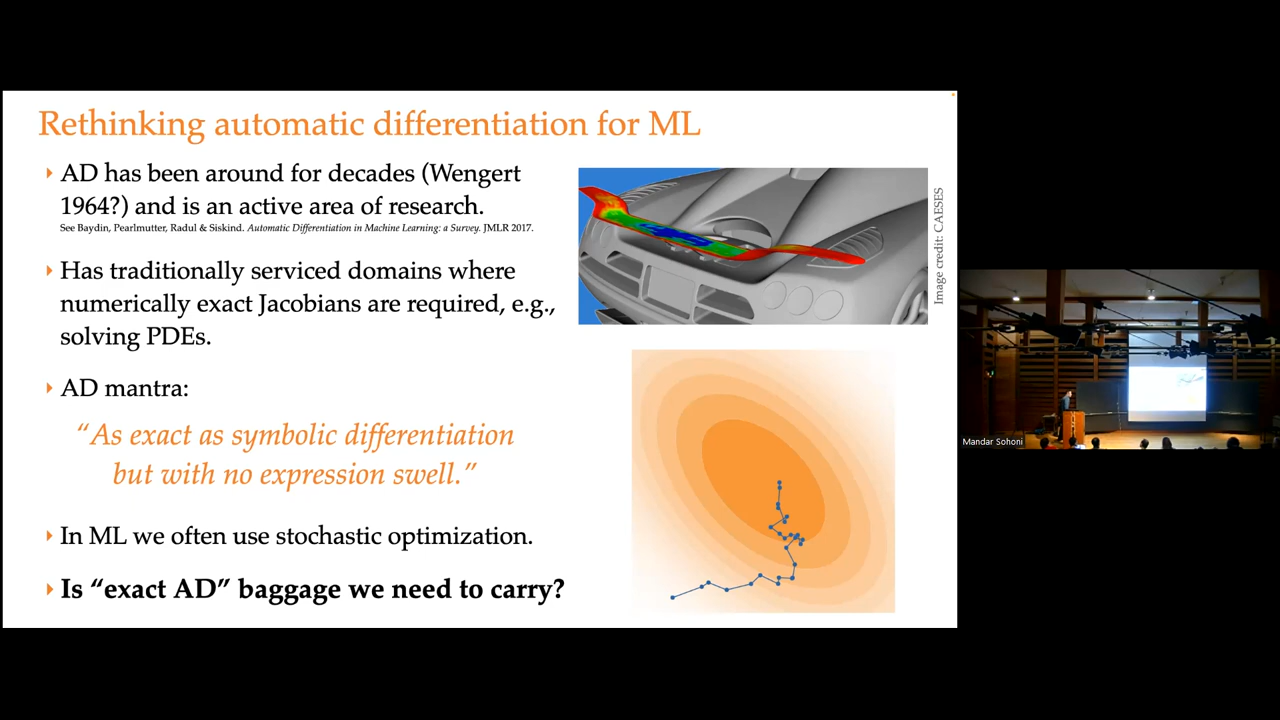 Rethinking automatic differentiation for ML
‣ AD has been around for decades (Wengert
1964?) and is an active area of research.
See Baydin, Pearlmutter, Radul & Siskind. Automatic Differentiation in Machine Learning: a Survey. JMLR 2017.
‣ Has traditionally serviced domains where
numerically exact Jacobians are required, e.g.,
solving PDEs.
‣ AD mantra:
“As exact as symbolic differentiation
but with no expression swell.”
‣ In ML we often use stochastic optimization.
‣ Is “exact AD” baggage we need to carry?
Image credit: CAESES
Mandar Sohoni